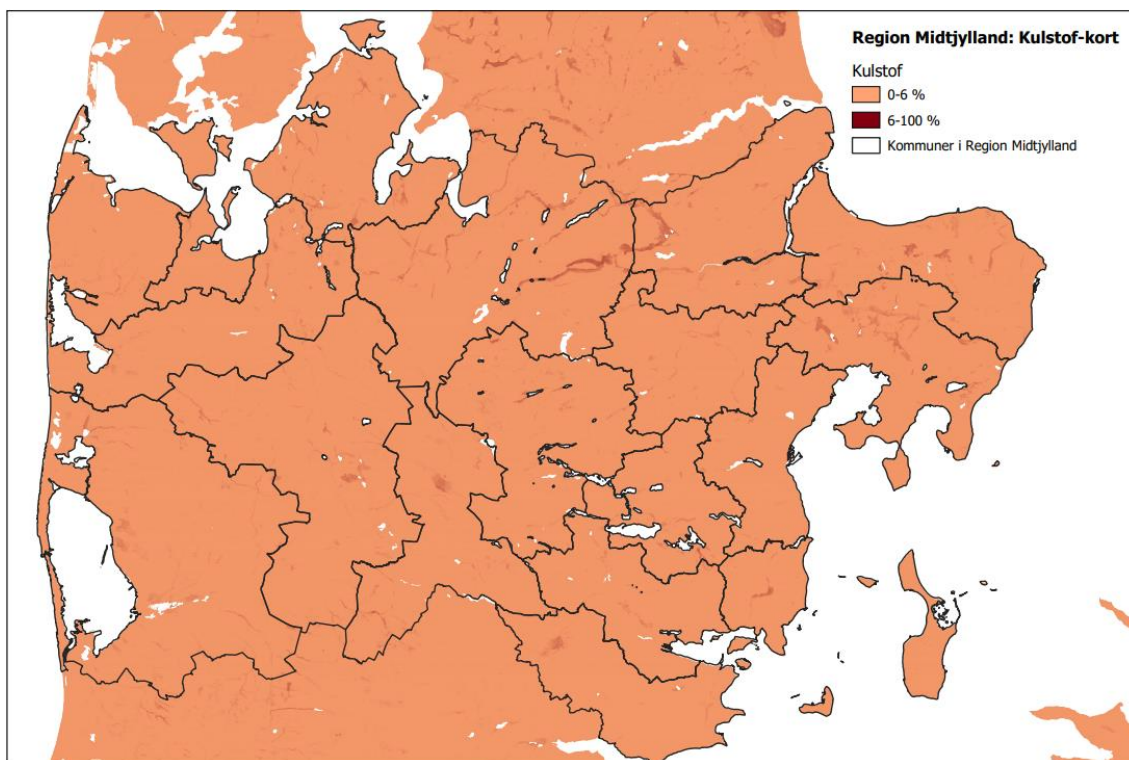 Region Midtjylland: Kulstof-kort
Kulstof
0-6 %
6-100 %
Kommuner i Region Midtjylland